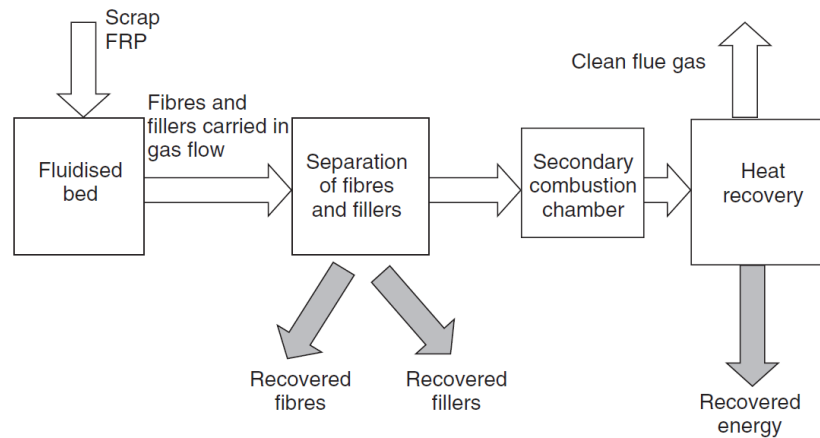 Scrap
FRP
Fibres and
fillers carried in
gas flow
Fluidised
bed
Separation
of fibres
and fillers
Secondary
combustion
chamber
Clean flue gas
Heat
recovery
Recovered
fibres
Recovered
fillers
Recovered
energy